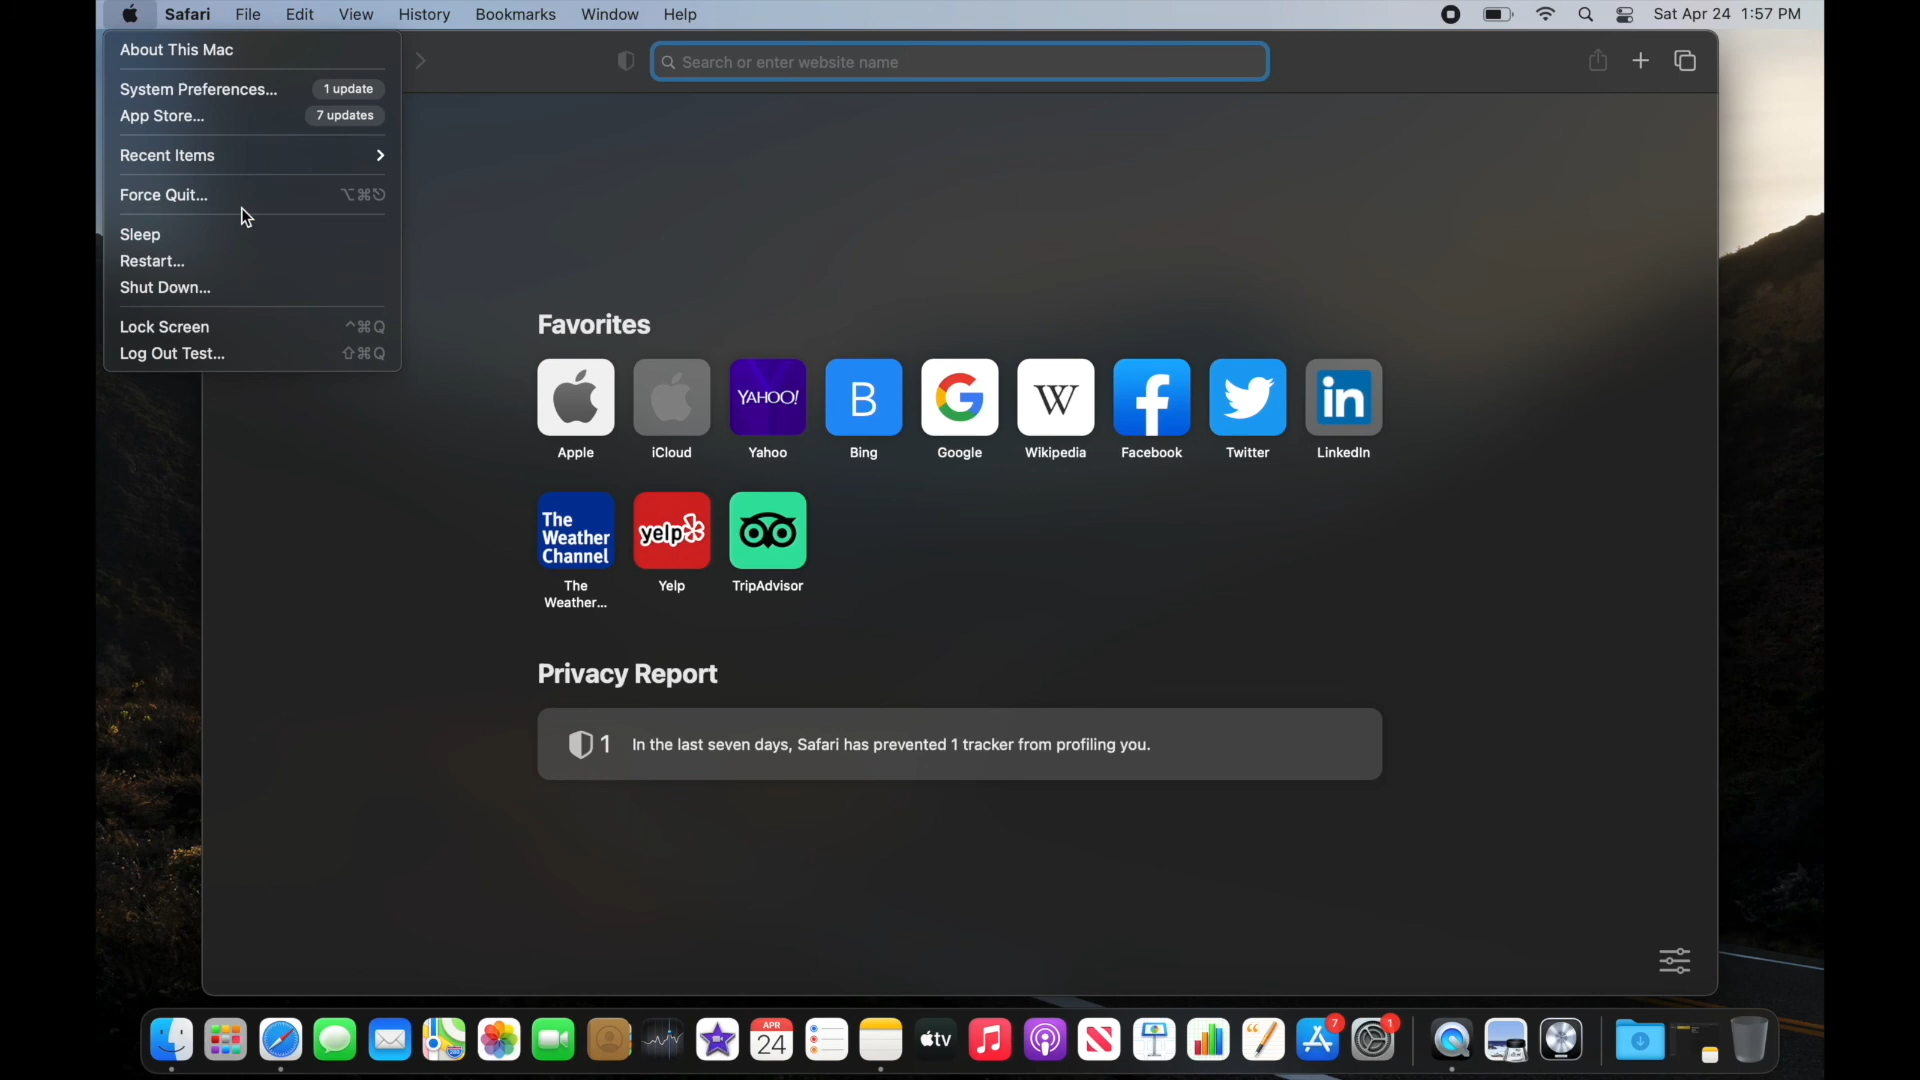 Safari File Edit View History Bookmarks Window Help Sat Apr 24 1:57 PM
About This Mac
System Preferences... 1 update
App Store... 7 updates
Recent Items
Force Quit... ⌥⌘⎋
Sleep
Restart...
Shut Down...
Lock Screen ^⌘Q
Log Out Test... ⇧⌘Q
Search or enter website name
Favorites
YAHOO! B G W f in
Apple iCloud Yahoo Bing Google Wikipedia Facebook Twitter LinkedIn
The
Weather
Channel
yelp
The
Weather...
Yelp TripAdvisor
Privacy Report
1 In the last seven days, Safari has prevented 1 tracker from profiling you.
APR
24
tv
7
1